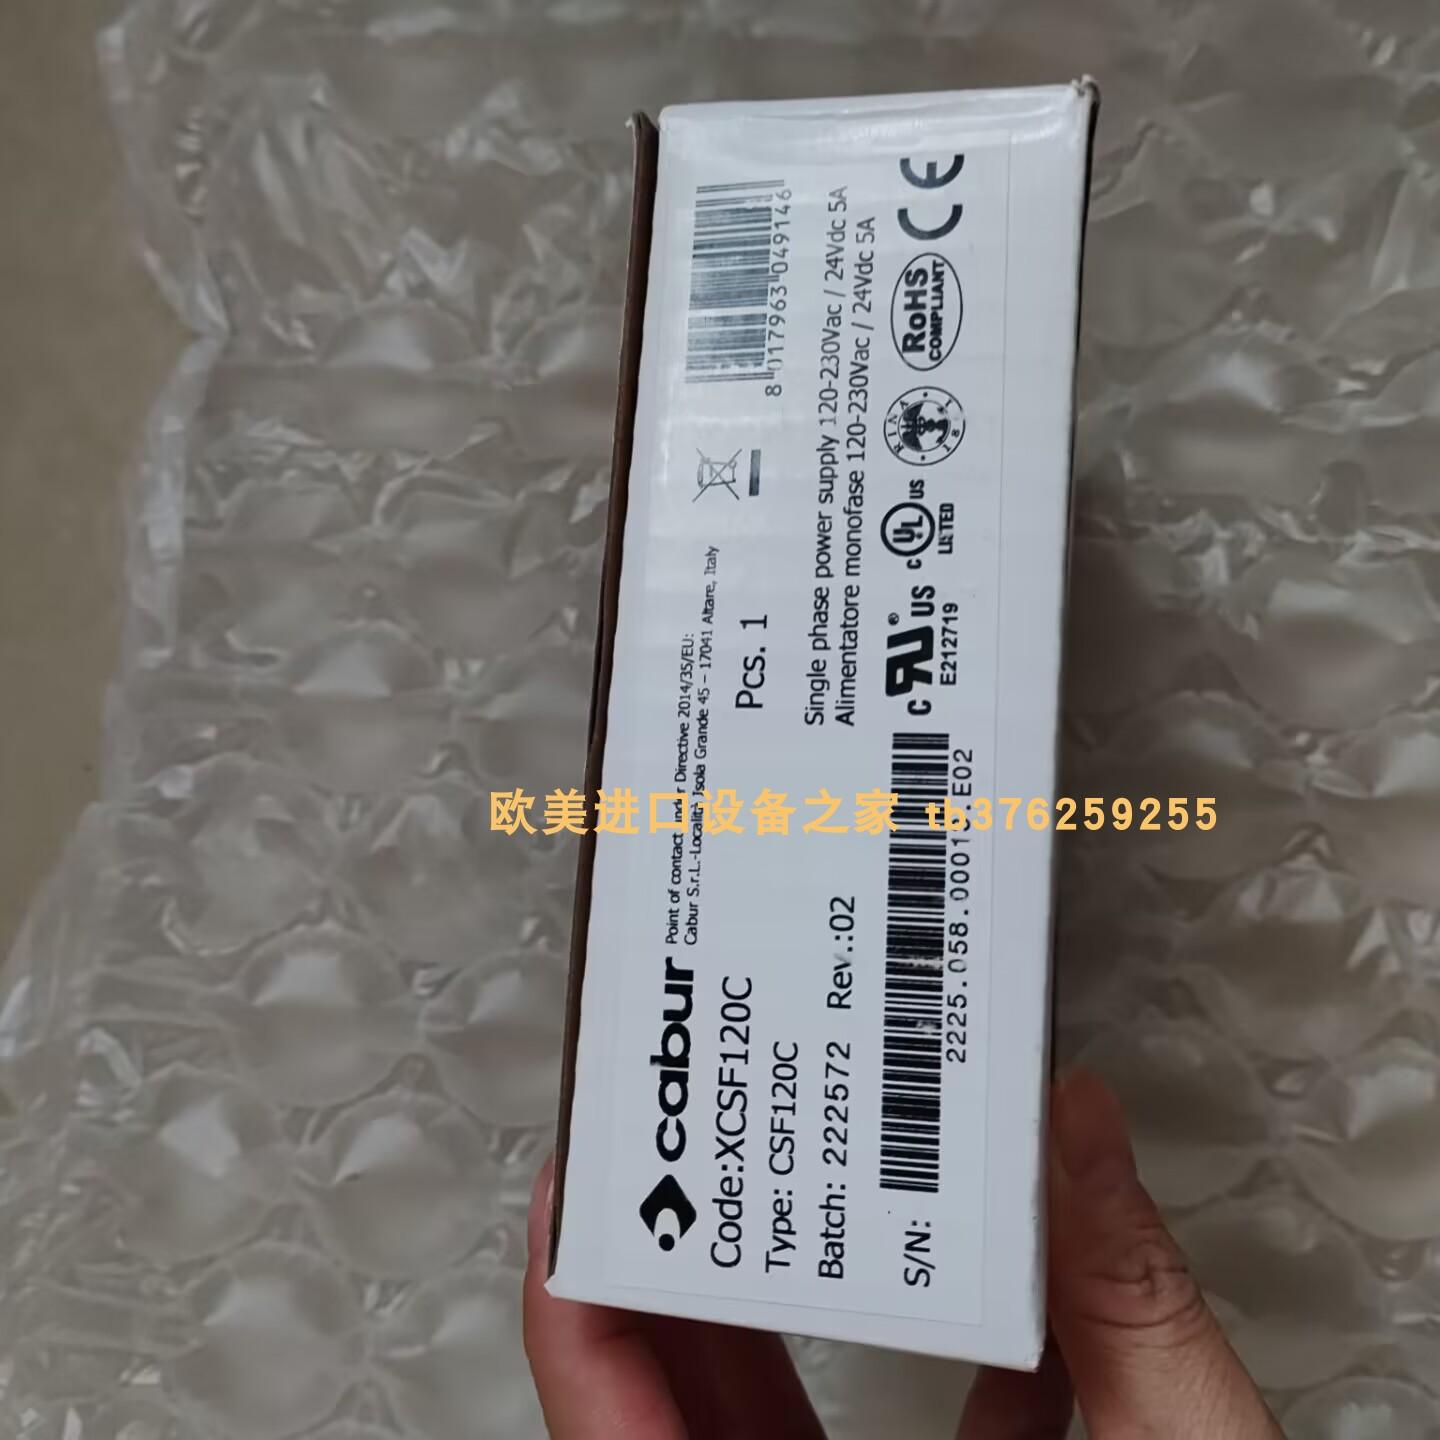 cabur
Point of contact under Directive 2014/35/EU:
Cabur S.r.L.-Località Isola Grande 45 - 17041 Altare, Italy
Code:XCSF120C
Pcs. 1
8 017963 049146
Type: CSF120C
Batch: 222572 Rev.:02
Single phase power supply 120-230Vac / 24Vdc 5A
Alimentatore monofase 120-230Vac / 24Vdc 5A
S/N:
c US
E212719
c UL US
LISTED
RoHS
COMPLIANT
CE
欧美进口设备之家 tb376259255